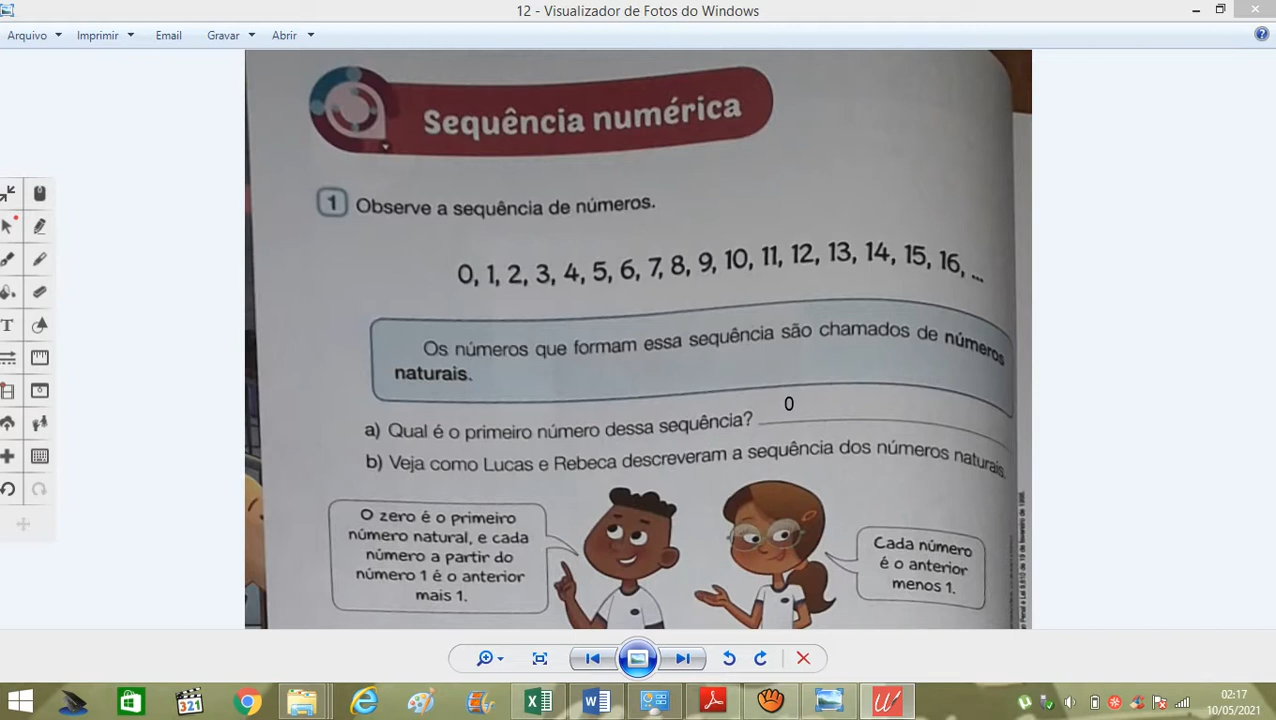 12 - Visualizador de Fotos do Windows
Arquivo Imprimir Email Gravar Abrir
Sequência numérica
1 Observe a sequência de números.
0, 1, 2, 3, 4, 5, 6, 7, 8, 9, 10, 11, 12, 13, 14, 15, 16, ...
Os números que formam essa sequência são chamados de números
naturais.
a) Qual é o primeiro número dessa sequência? 0
b) Veja como Lucas e Rebeca descreveram a sequência dos números naturais.
O zero é o primeiro
número natural, e cada
número a partir do
número 1 é o anterior
mais 1.
Cada número
é o anterior
menos 1.
02:17
10/05/2021